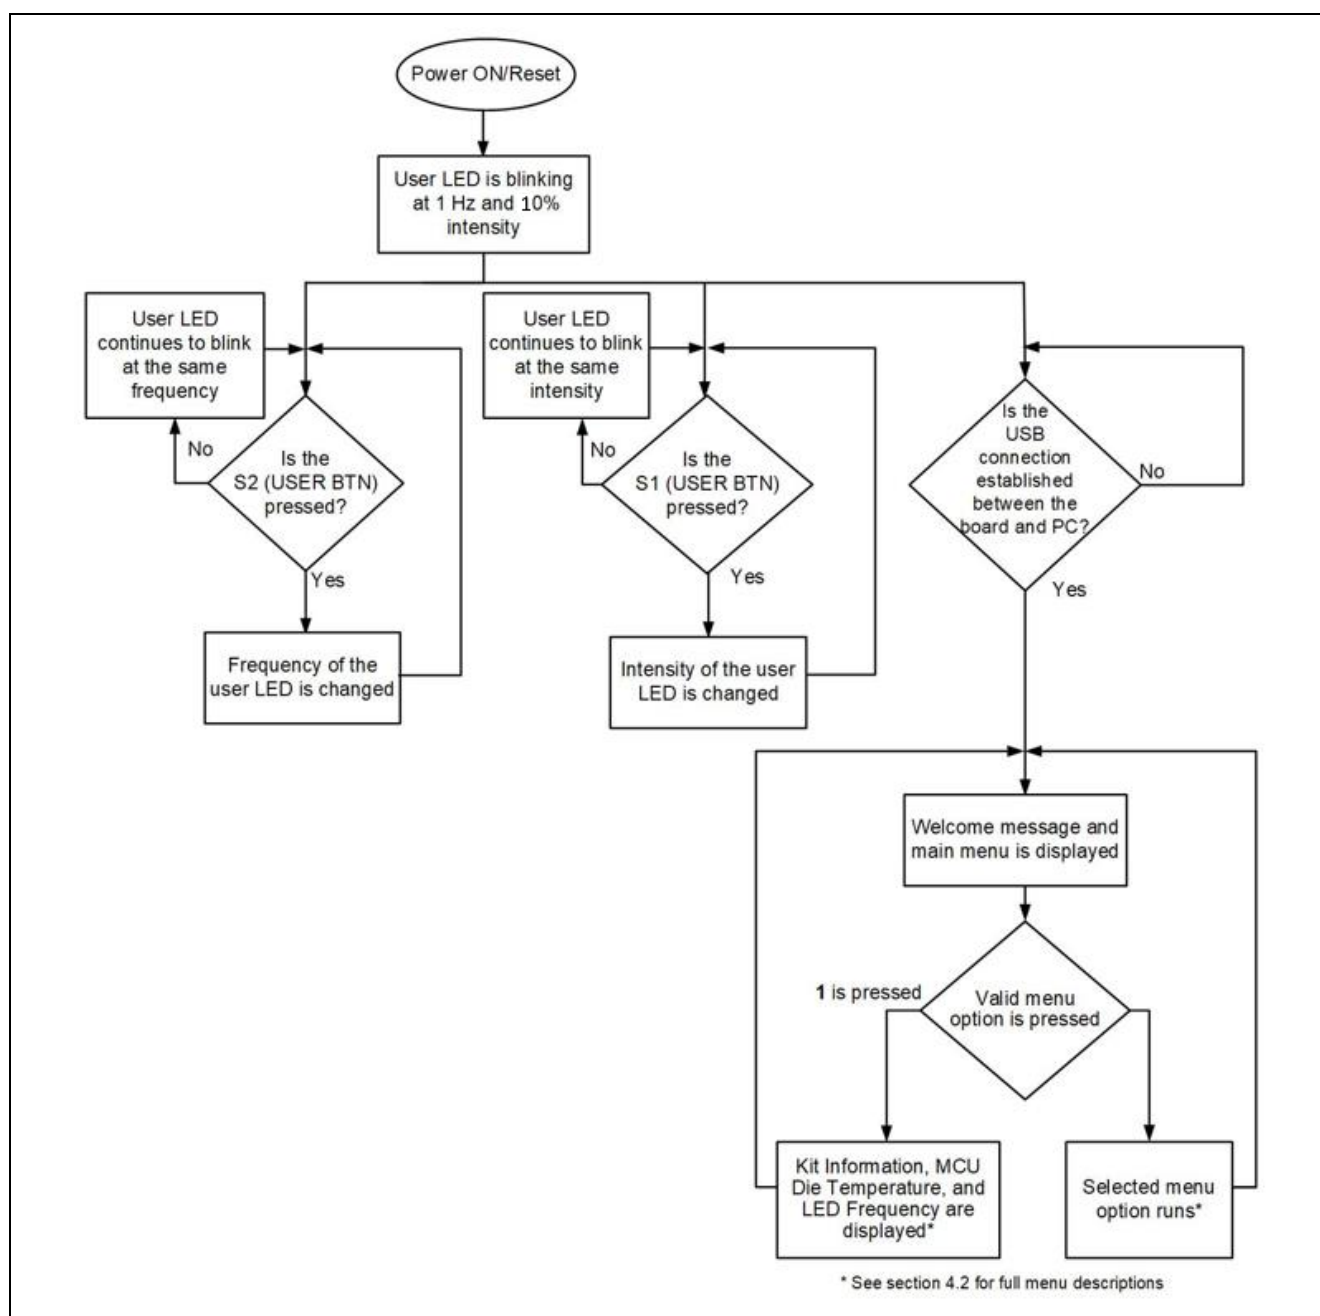 Power ON/Reset
User LED is blinking
at 1 Hz and 10%
intensity
User LED
continues to blink
at the same
frequency
No
Is the
S2 (USER BTN)
pressed?
Yes
Frequency of the
user LED is changed
User LED
continues to blink
at the same
intensity
No
Is the
S1 (USER BTN)
pressed?
Yes
Intensity of the user
LED is changed
Is the
USB
connection
established
between the
board and PC?
No
Yes
Welcome message and
main menu is displayed
Valid menu
option is pressed
1 is pressed
Kit Information, MCU
Die Temperature, and
LED Frequency are
displayed*
Selected menu
option runs*
* See section 4.2 for full menu descriptions